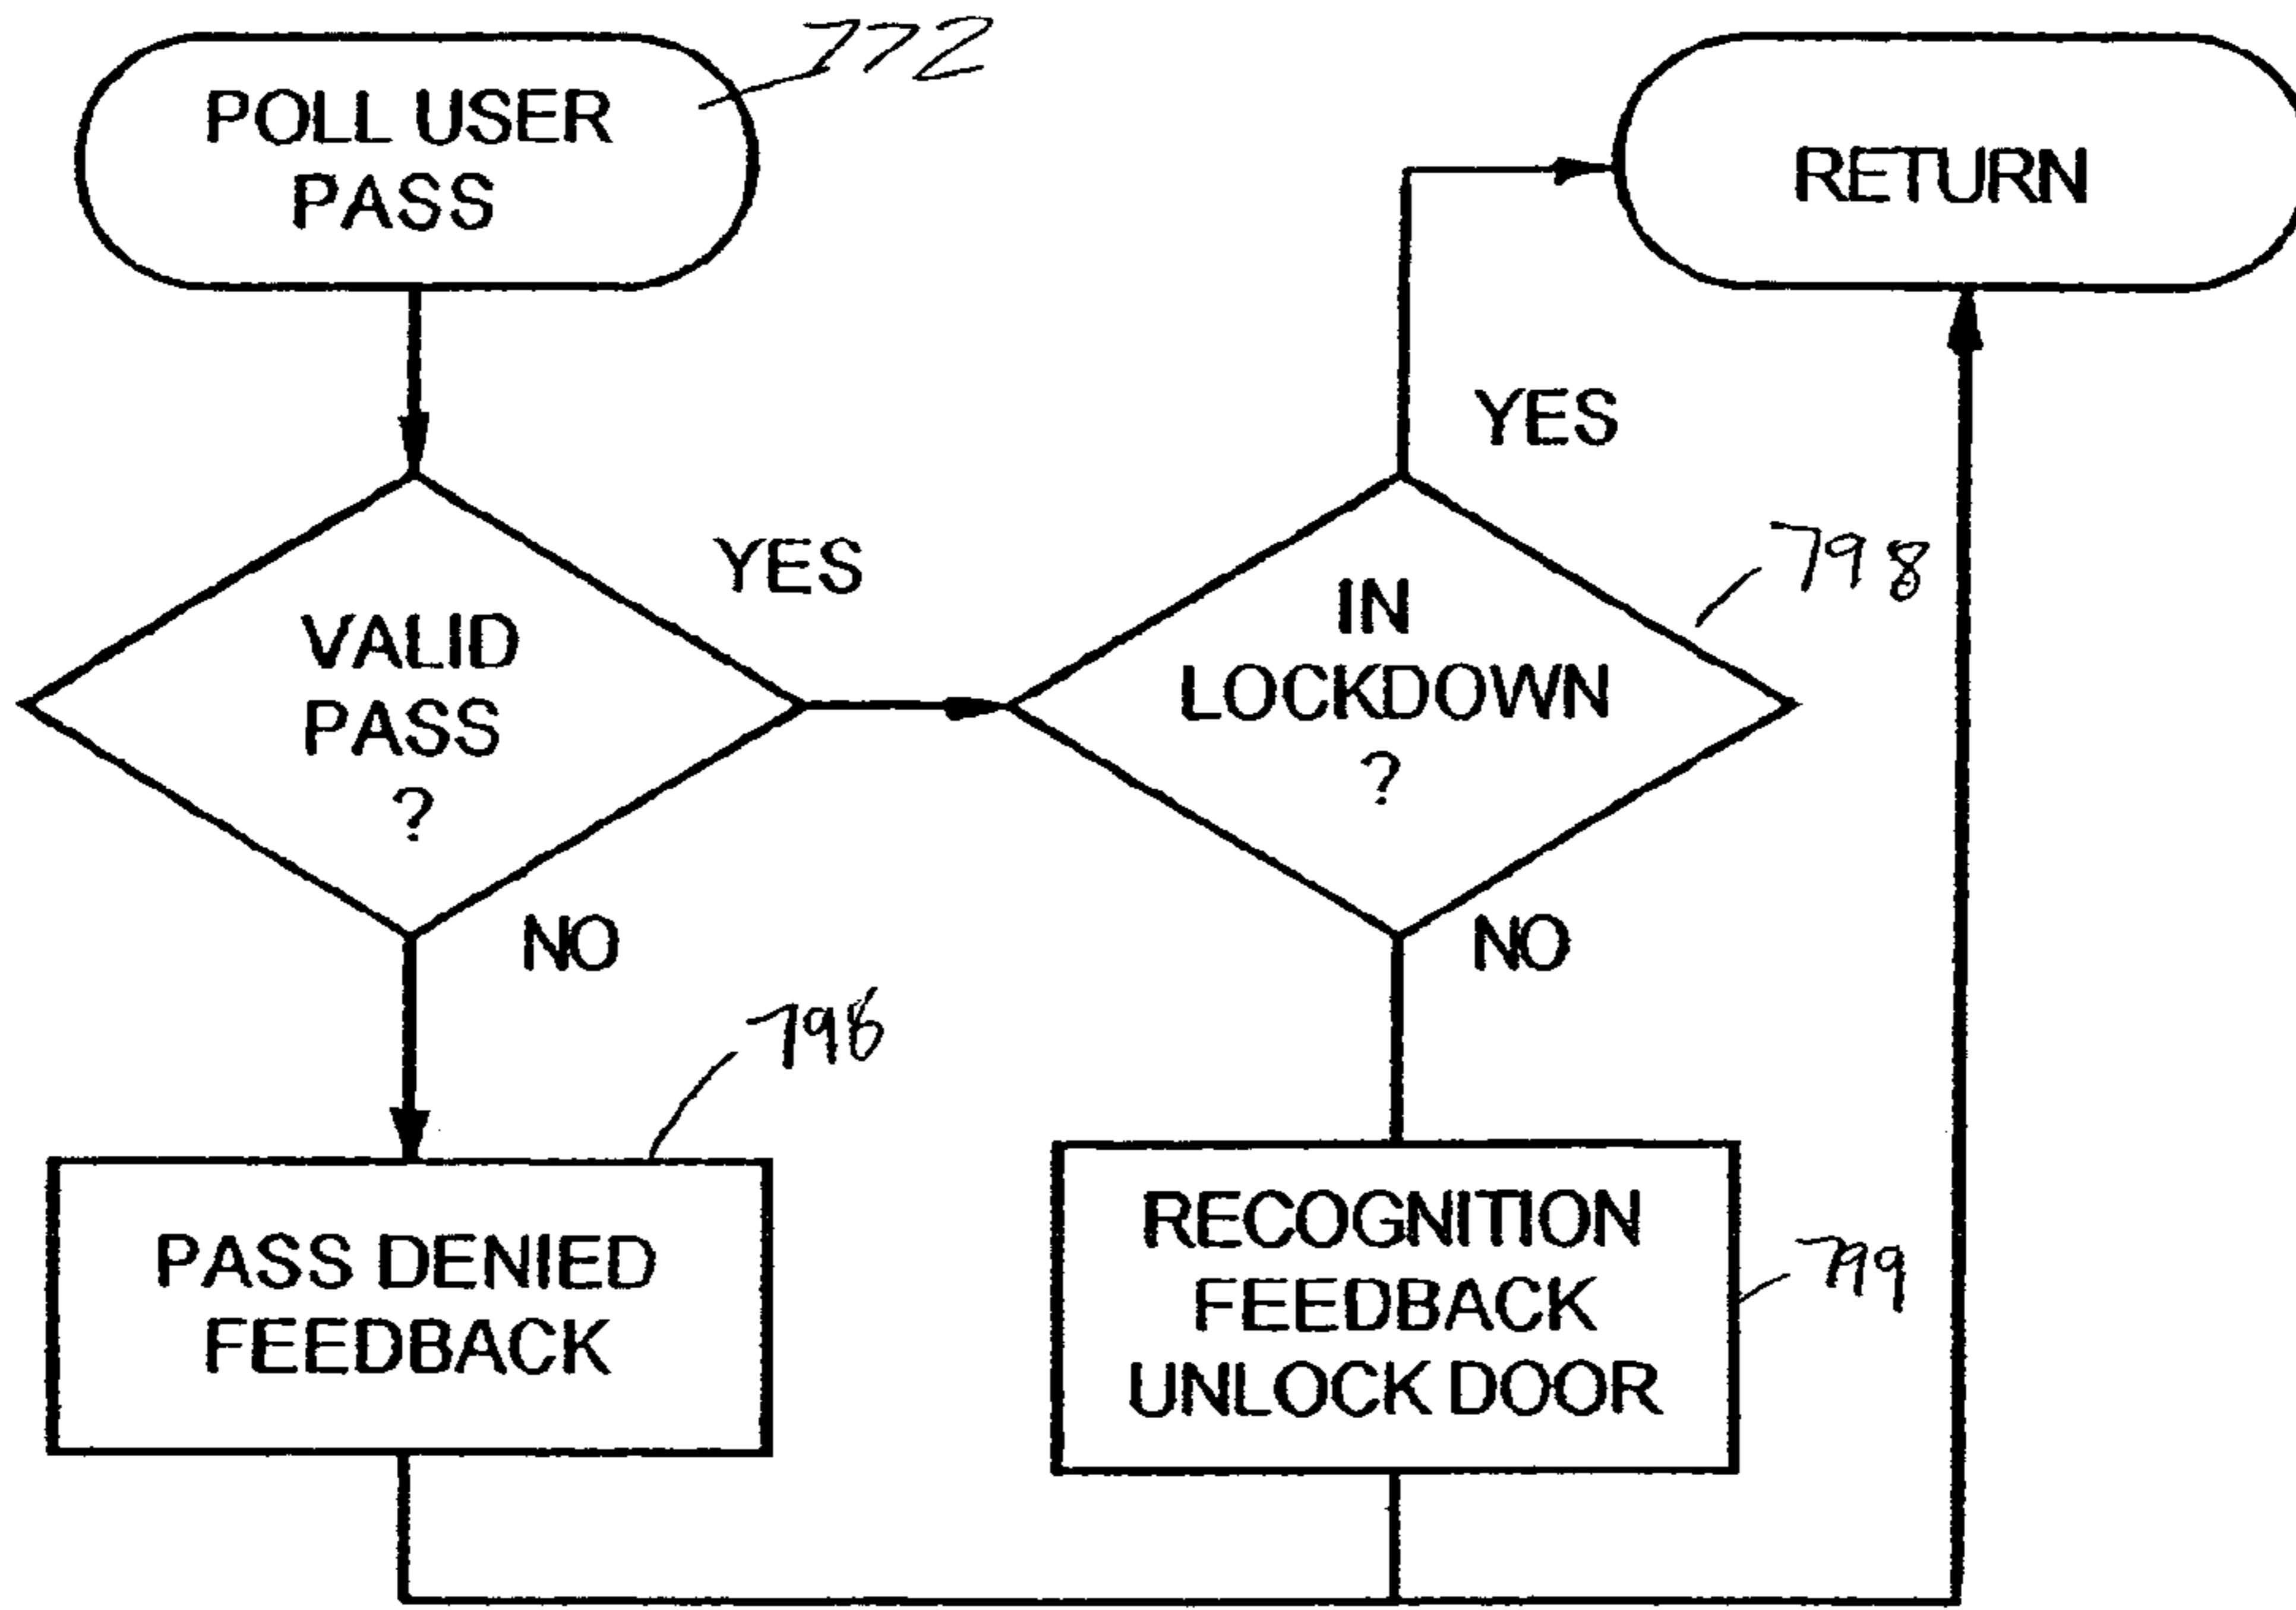 POLL USER
PASS
772
RETURN
YES
YES
VALID
PASS
?
IN
LOCKDOWN
?
798
NO
NO
796
PASS DENIED
FEEDBACK
RECOGNITION
FEEDBACK
UNLOCK DOOR
799